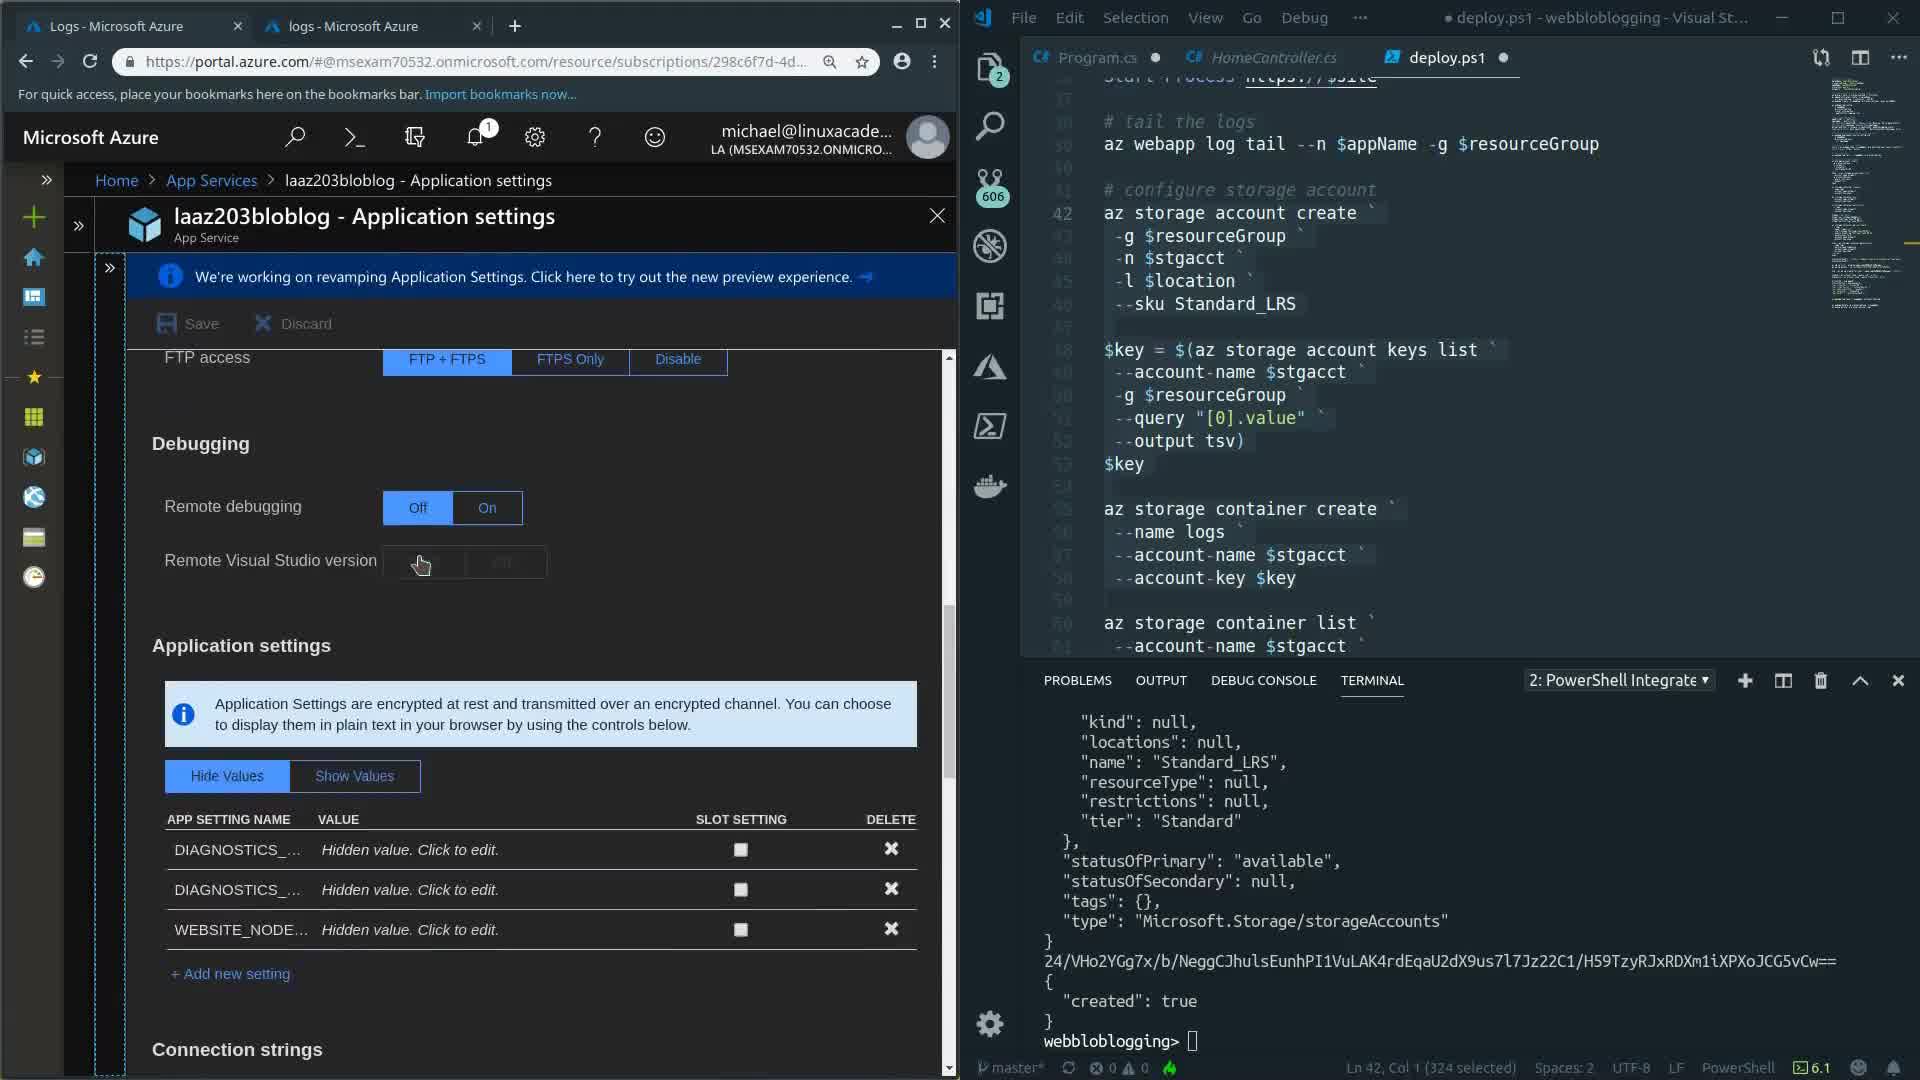 Logs - Microsoft Azure
logs - Microsoft Azure
https://portal.azure.com/#@msexam70532.onmicrosoft.com/resource/subscriptions/298c6f7d-4d...
For quick access, place your bookmarks here on the bookmarks bar. Import bookmarks now...
Microsoft Azure
1
michael@linuxacade...
LA (MSEXAM70532.ONMICRO...
Home > App Services > laaz203bloblog - Application settings
laaz203bloblog - Application settings
App Service
We're working on revamping Application Settings. Click here to try out the new preview experience.
Save
Discard
FTP access
FTP + FTPS
FTPS Only
Disable
Debugging
Remote debugging
Off
On
Remote Visual Studio version
Application settings
Application Settings are encrypted at rest and transmitted over an encrypted channel. You can choose
to display them in plain text in your browser by using the controls below.
Hide Values
Show Values
APP SETTING NAME
VALUE
SLOT SETTING
DELETE
DIAGNOSTICS_...
Hidden value. Click to edit.
DIAGNOSTICS_...
Hidden value. Click to edit.
WEBSITE_NODE...
Hidden value. Click to edit.
+ Add new setting
Connection strings
File Edit Selection View Go Debug ...
● deploy.ps1 - webbloblogging - Visual St...
Program.cs
HomeController.cs
deploy.ps1
2
606
Start-Process https://$site
# tail the logs
az webapp log tail --n $appName -g $resourceGroup
# configure storage account
42 az storage account create `
-g $resourceGroup `
-n $stgacct `
-l $location `
--sku Standard_LRS
$key = $(az storage account keys list `
--account-name $stgacct `
-g $resourceGroup `
--query "[0].value" `
--output tsv)
$key
az storage container create `
--name logs `
--account-name $stgacct `
--account-key $key
az storage container list `
--account-name $stgacct `
PROBLEMS
OUTPUT
DEBUG CONSOLE
TERMINAL
2: PowerShell Integrate
"kind": null,
"locations": null,
"name": "Standard_LRS",
"resourceType": null,
"restrictions": null,
"tier": "Standard"
},
"statusOfPrimary": "available",
"statusOfSecondary": null,
"tags": {},
"type": "Microsoft.Storage/storageAccounts"
}
24/VHo2YGg7x/b/NeggCJhulsEunhPI1VuLAK4rdEqaU2dX9us7l7Jz22C1/H59TzyRJxRDXm1iXPXoJCG5vCw==
{
"created": true
}
webbloblogging>
master*
0
0
Ln 42, Col 1 (324 selected)
Spaces: 2
UTF-8
LF
PowerShell
6.1